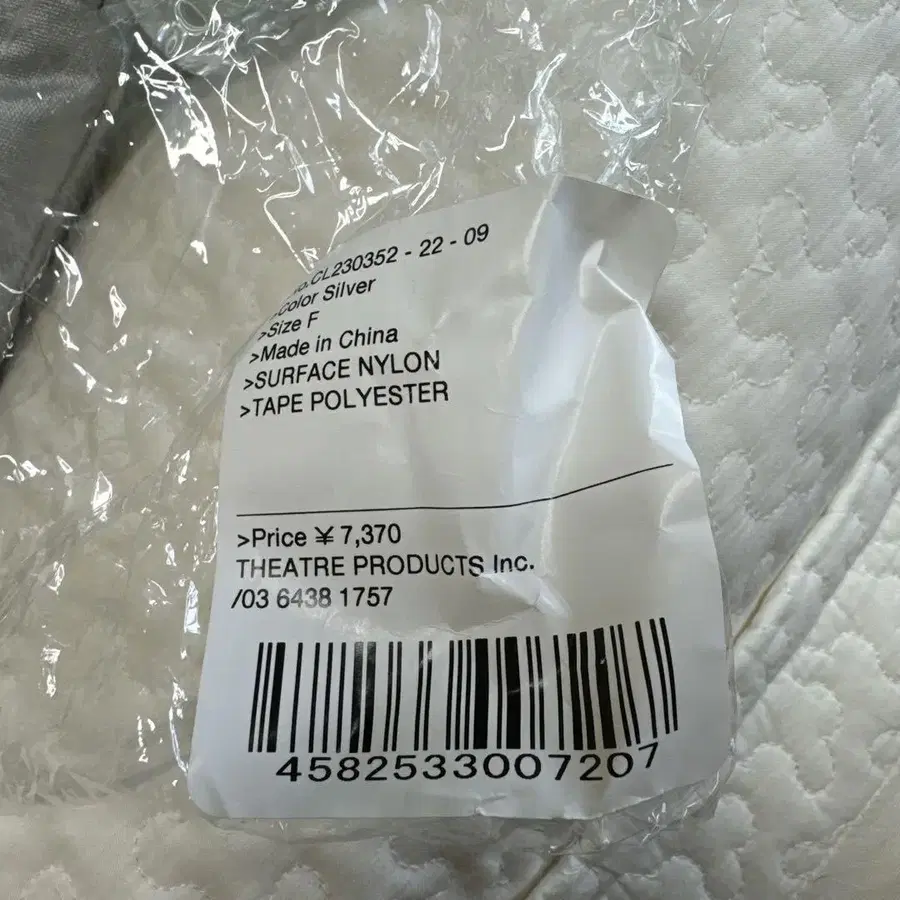 o.CL230352 - 22 - 09
>Color Silver
>Size F
>Made in China
>SURFACE NYLON
>TAPE POLYESTER
>Price ¥ 7,370
THEATRE PRODUCTS Inc.
/03 6438 1757
4582533007207